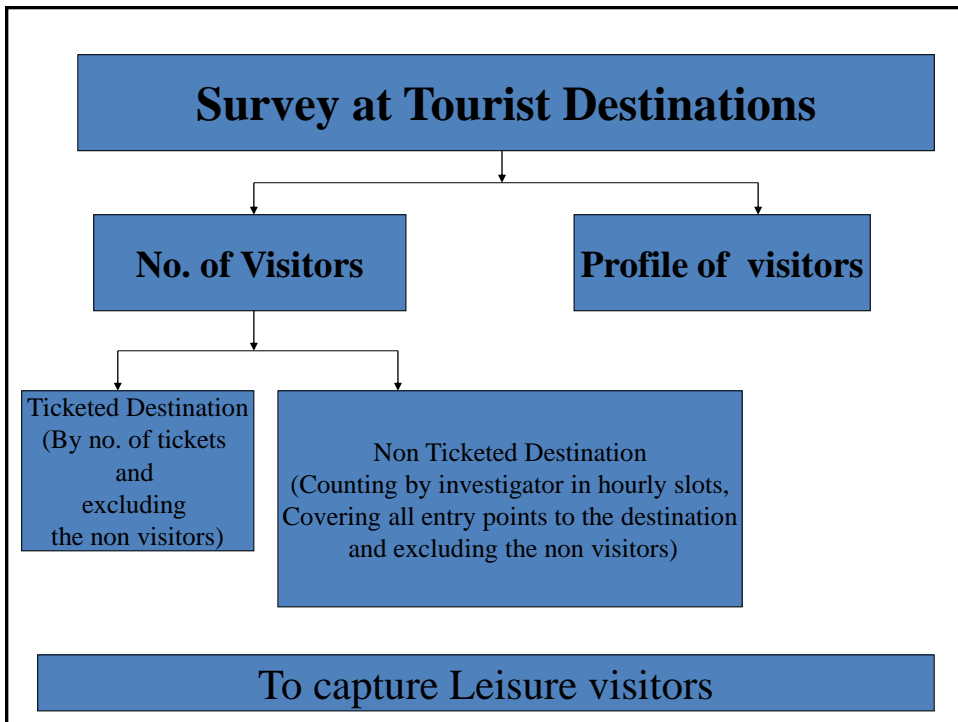 Survey at Tourist Destinations
No. of Visitors
Profile of visitors
Ticketed Destination
(By no. of tickets
and
excluding
the non visitors)
Non Ticketed Destination
(Counting by investigator in hourly slots,
Covering all entry points to the destination
and excluding the non visitors)
To capture Leisure visitors